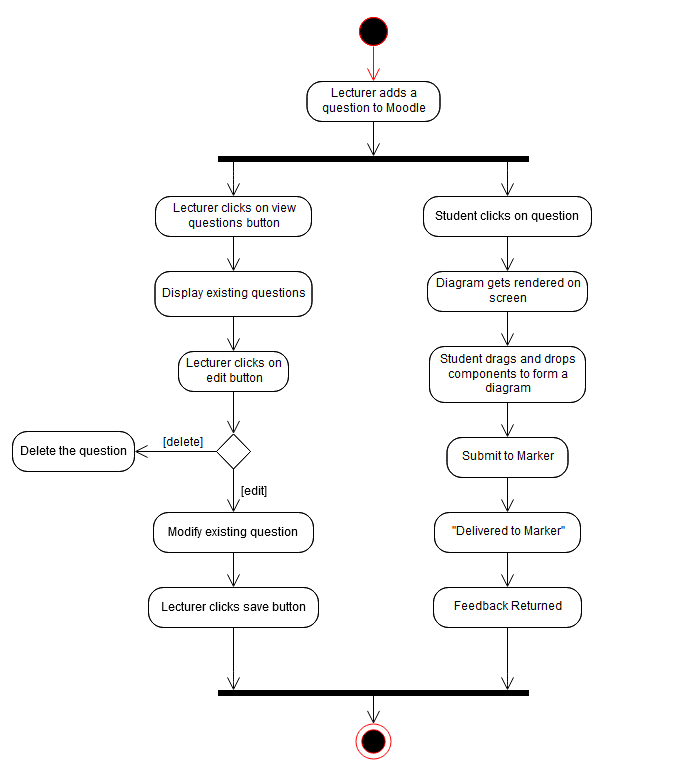 Lecturer adds a
question to Moodle
Lecturer clicks on view
questions button
Student clicks on question
Display existing questions
Diagram gets rendered on
screen
Lecturer clicks on
edit button
Student drags and drops
components to form a
diagram
[delete]
Delete the question
Submit to Marker
[edit]
Modify existing question
"Delivered to Marker"
Lecturer clicks save button
Feedback Returned